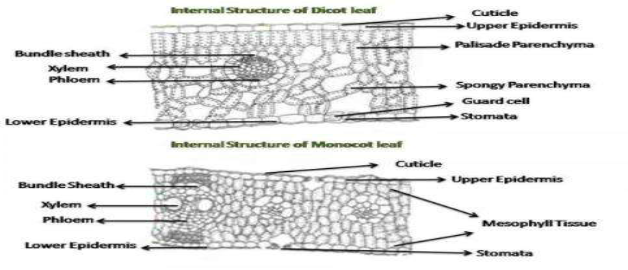 Internal Structure of Dicot leaf
Cuticle
Upper Epidermis
Bundle sheath
Palisade Parenchyma
Xylem
Phloem
Spongy Parenchyma
Guard cell
Lower Epidermis
Stomata
Internal Structure of Monocot leaf
Cuticle
Bundle Sheath
Upper Epidermis
Xylem
Phloem
Mesophyll Tissue
Lower Epidermis
Stomata